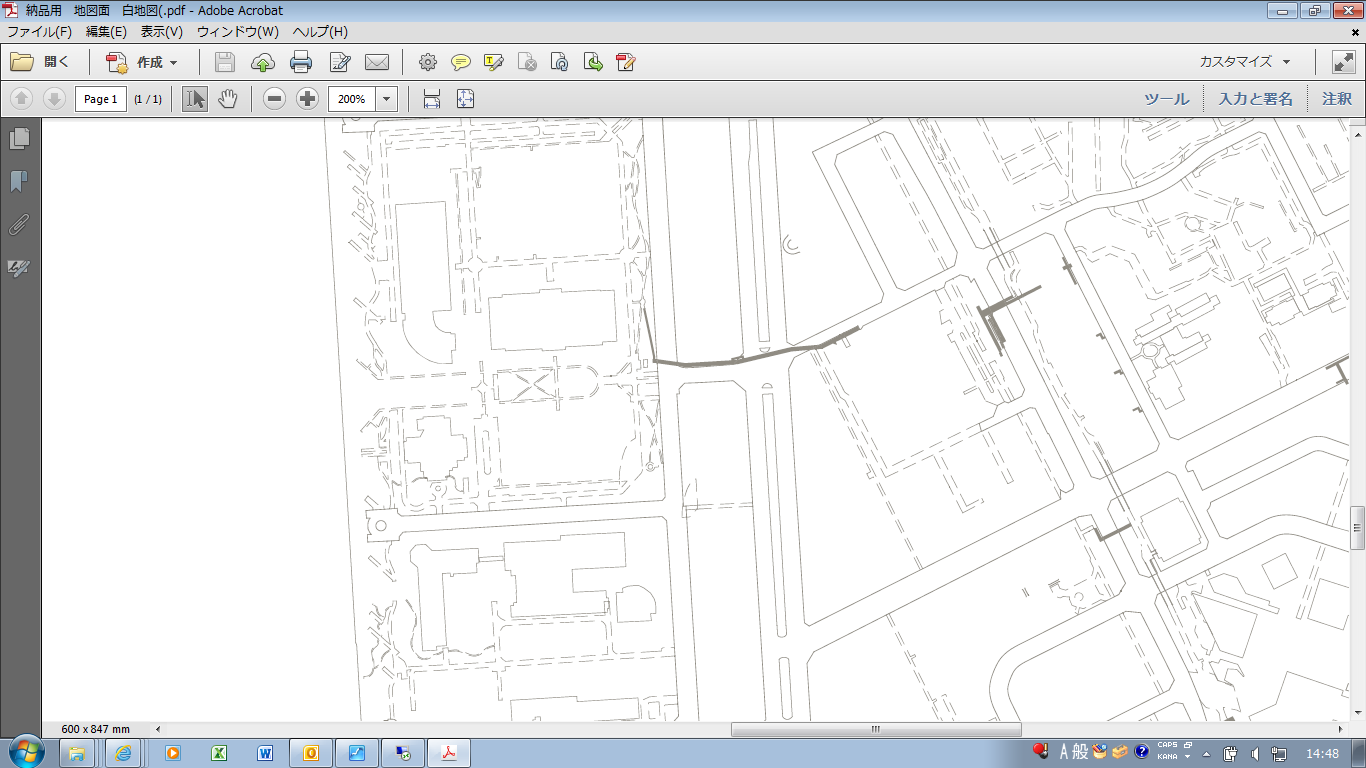 納品用　地図面　白地図(.pdf - Adobe Acrobat
ファイル(F) 編集(E) 表示(V) ウィンドウ(W) ヘルプ(H)
開く 作成 カスタマイズ
Page 1 (1 / 1) 200% ツール 入力と署名 注釈
600 x 847 mm
A 般 CAPS KANA 14:48